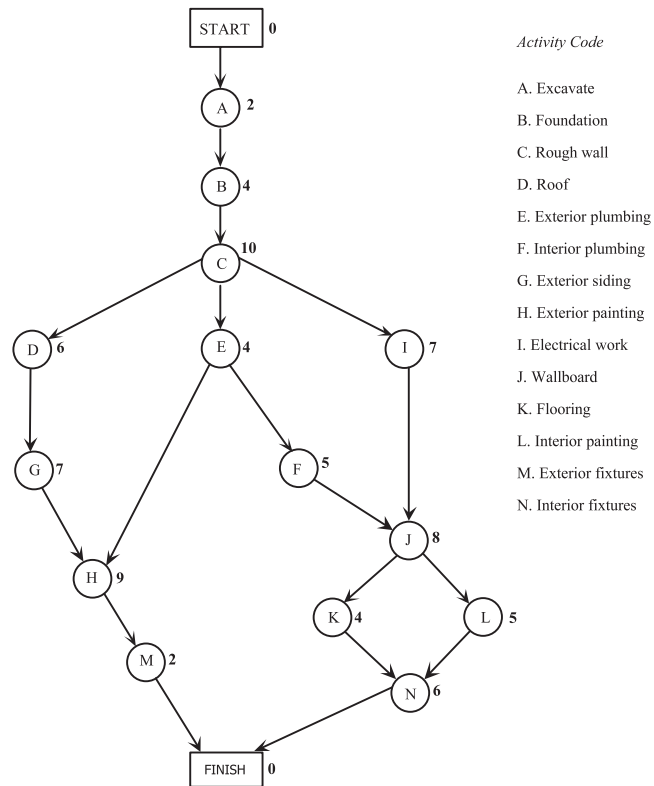 START 0
Activity Code
A 2
A. Excavate
B. Foundation
C. Rough wall
B 4
D. Roof
E. Exterior plumbing
C 10
F. Interior plumbing
G. Exterior siding
H. Exterior painting
D 6
E 4
I 7
I. Electrical work
J. Wallboard
K. Flooring
L. Interior painting
G 7
F 5
M. Exterior fixtures
N. Interior fixtures
J 8
H 9
K 4
L 5
M 2
N 6
FINISH 0